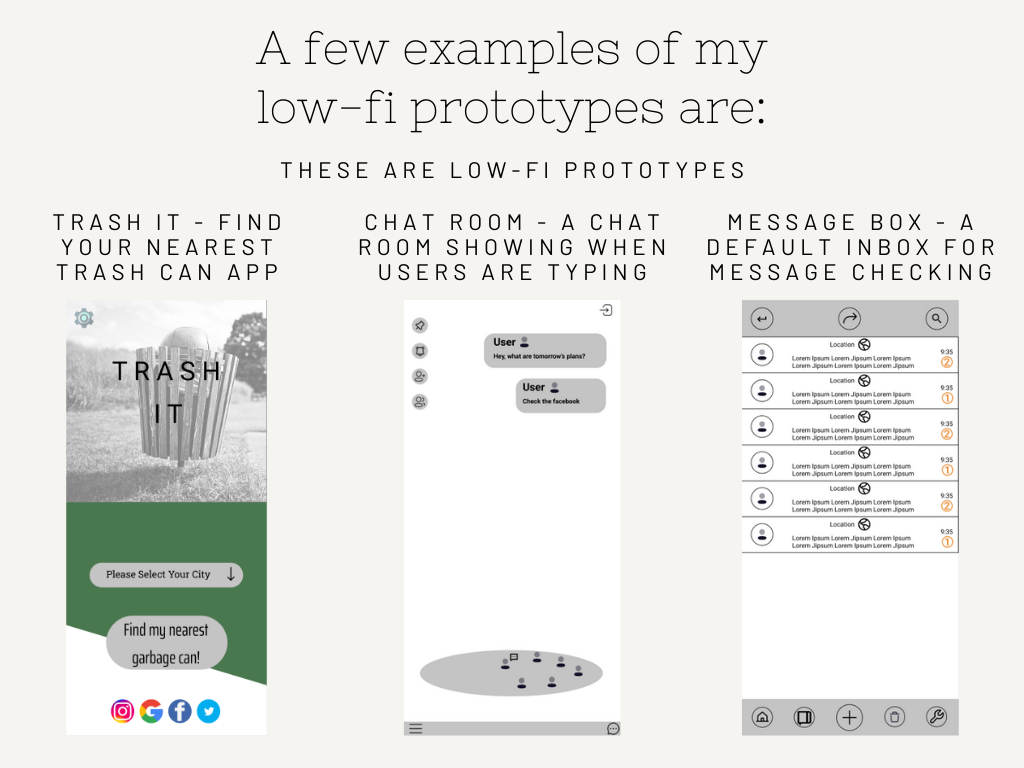 A few examples of my
low-fi prototypes are:
THESE ARE LOW-FI PROTOTYPES
TRASH IT - FIND
YOUR NEAREST
TRASH CAN APP
CHAT ROOM - A CHAT
ROOM SHOWING WHEN
USERS ARE TYPING
MESSAGE BOX - A
DEFAULT INBOX FOR
MESSAGE CHECKING
TRASH
IT
Please Select Your City
Find my nearest
garbage can!
User
Hey, what are tomorrow's plans?
User
Check the facebook
Location
Lorem Ipsum Lorem Jipsum Lorem Ipsum
Lorem Jipsum Lorem Ipsum Lorem Jipsum
9:35
2
Location
Lorem Ipsum Lorem Jipsum Lorem Ipsum
Lorem Jipsum Lorem Ipsum Lorem Jipsum
9:35
1
Location
Lorem Ipsum Lorem Jipsum Lorem Ipsum
Lorem Jipsum Lorem Ipsum Lorem Jipsum
9:35
2
Location
Lorem Ipsum Lorem Jipsum Lorem Ipsum
Lorem Jipsum Lorem Ipsum Lorem Jipsum
9:35
1
Location
Lorem Ipsum Lorem Jipsum Lorem Ipsum
Lorem Jipsum Lorem Ipsum Lorem Jipsum
9:35
2
Location
Lorem Ipsum Lorem Jipsum Lorem Ipsum
Lorem Jipsum Lorem Ipsum Lorem Jipsum
9:35
1